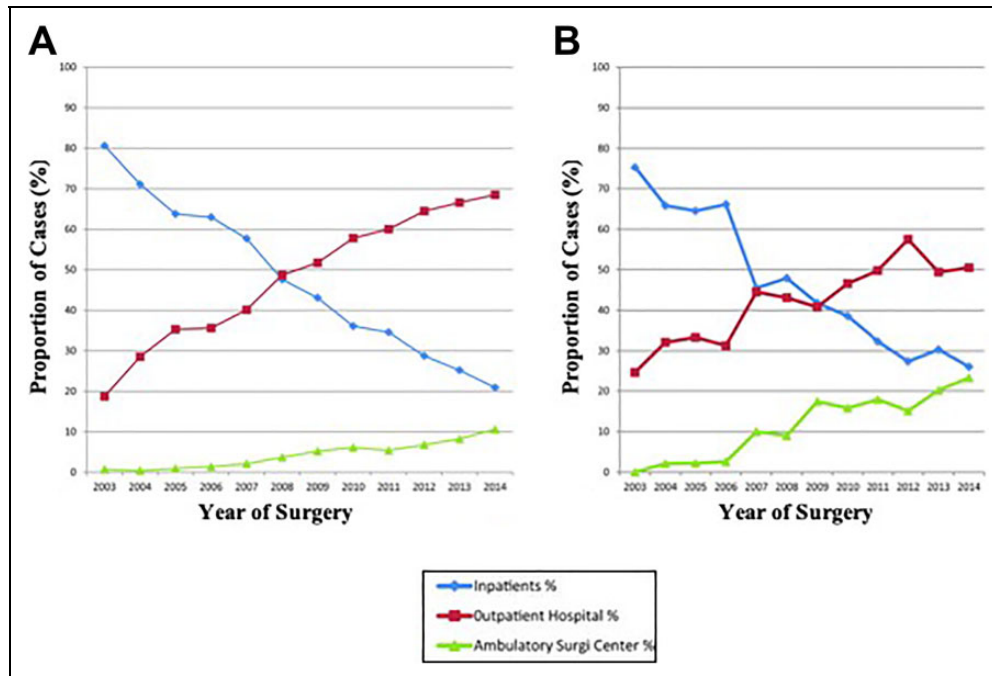 A
B
Proportion of Cases (%)
100
90
80
70
60
50
40
30
20
10
0
2003 2004 2005 2006 2007 2008 2009 2010 2011 2012 2013 2014
Year of Surgery
Proportion of Cases (%)
100
90
80
70
60
50
40
30
20
10
0
2003 2004 2005 2006 2007 2008 2009 2010 2011 2012 2013 2014
Year of Surgery
Inpatients %
Outpatient Hospital %
Ambulatory Surgi Center %